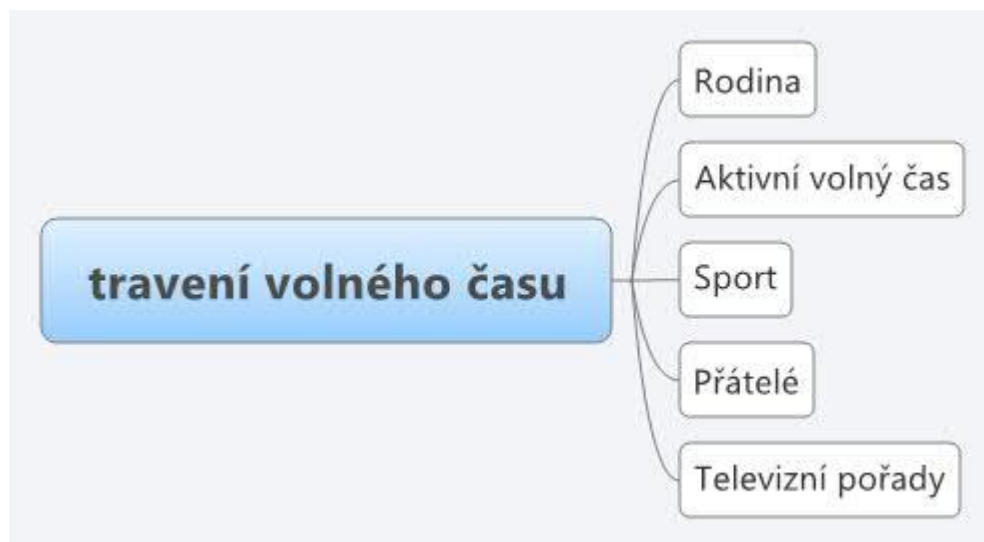 Rodina
Aktivní volný čas
travení volného času
Sport
Přátelé
Televizní pořady